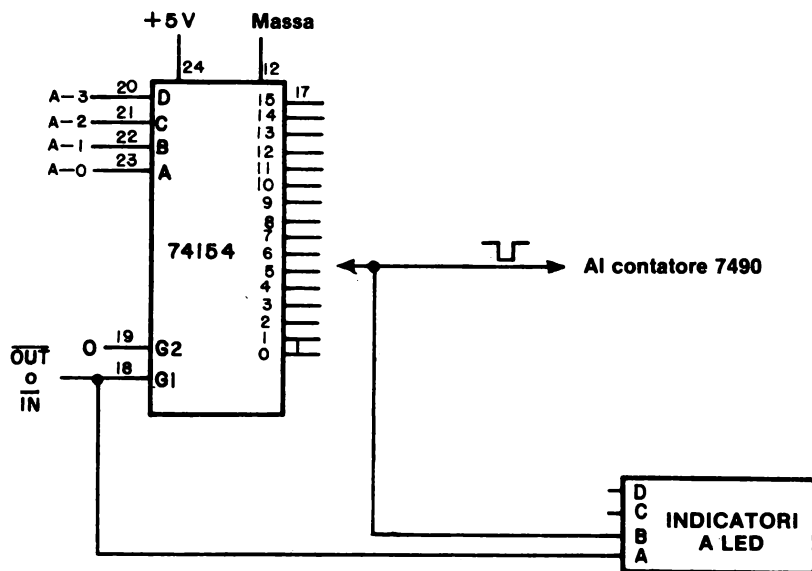 +5V Massa
24 12
A-3 20 D 15 17
A-2 21 C 14
A-1 22 B 13
A-0 23 A 12
11
10
9
8
74154 7
6
5 Al contatore 7490
4
3
2
O 19 G2 1
0
OUT 18 G1
o
IN
D
C
B INDICATORI
A A LED